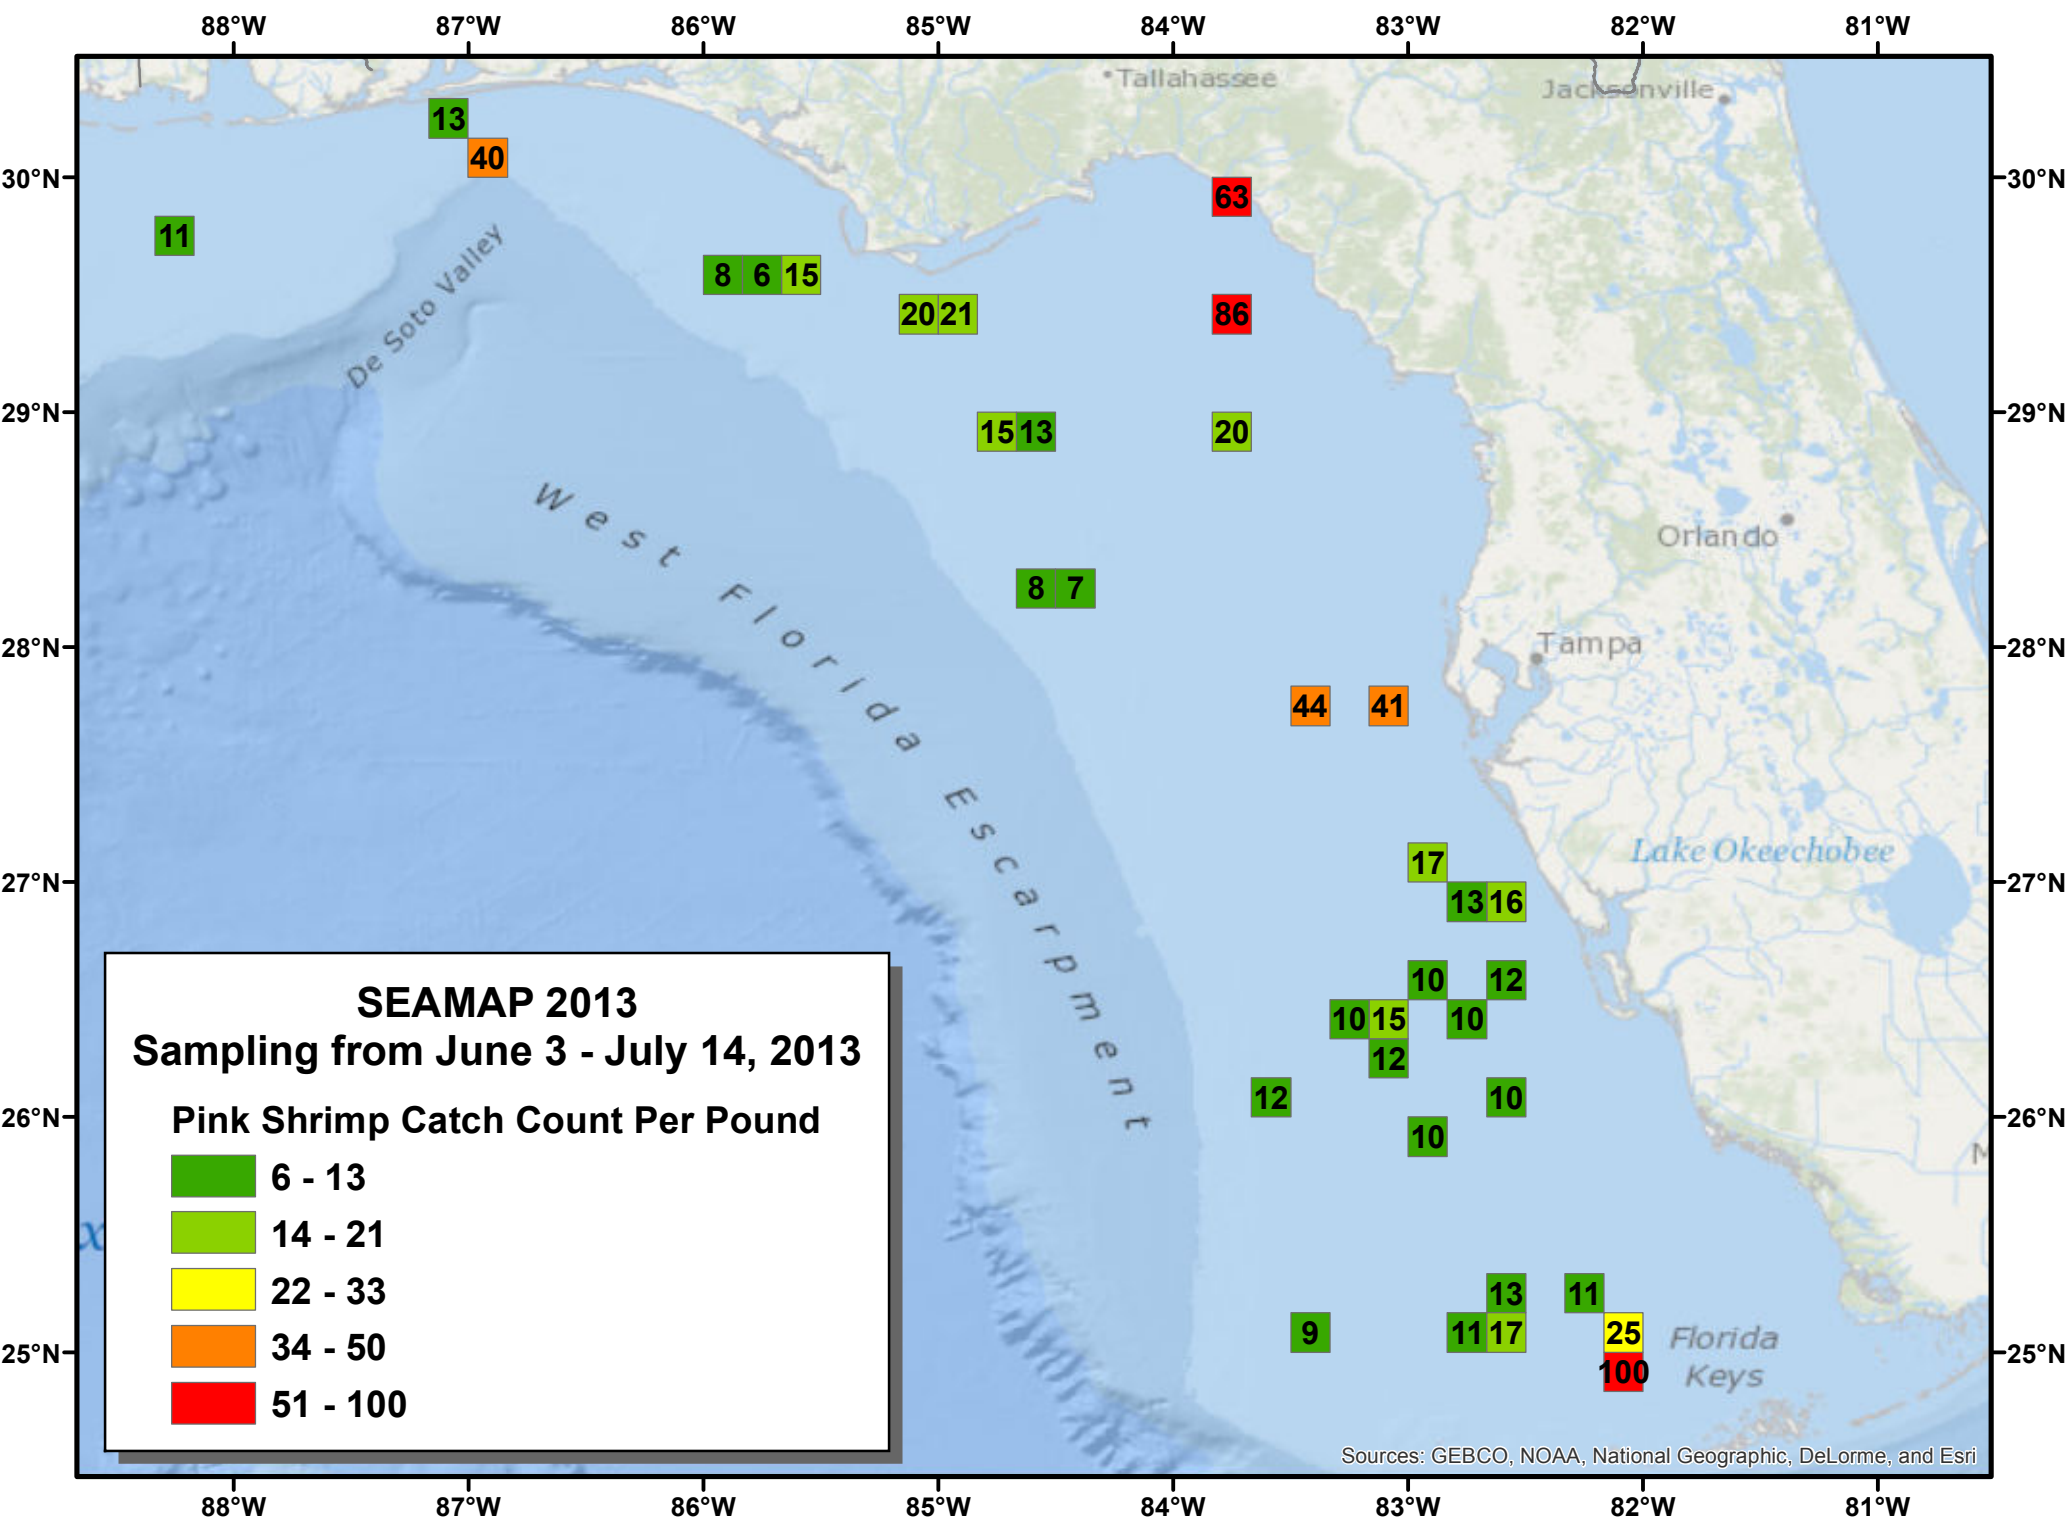 88°W 87°W 86°W 85°W 84°W 83°W 82°W 81°W
Tallahassee
Jacksonville
13
40
30°N 30°N
63
11
De Soto Valley
8 6 15
20 21
86
29°N 29°N
15 13
20
West Florida Escarpment
Orlando
8 7
28°N 28°N
Tampa
44 41
Lake Okeechobee
17
27°N 27°N
13 16
10 12
10 15 10
12
12 10
26°N 26°N
10
M
SEAMAP 2013
Sampling from June 3 - July 14, 2013
Pink Shrimp Catch Count Per Pound
6 - 13
14 - 21
22 - 33
34 - 50
51 - 100
x
13 11
9 11 17 25
25°N 25°N
100
Florida
Keys
Sources: GEBCO, NOAA, National Geographic, DeLorme, and Esri
88°W 87°W 86°W 85°W 84°W 83°W 82°W 81°W